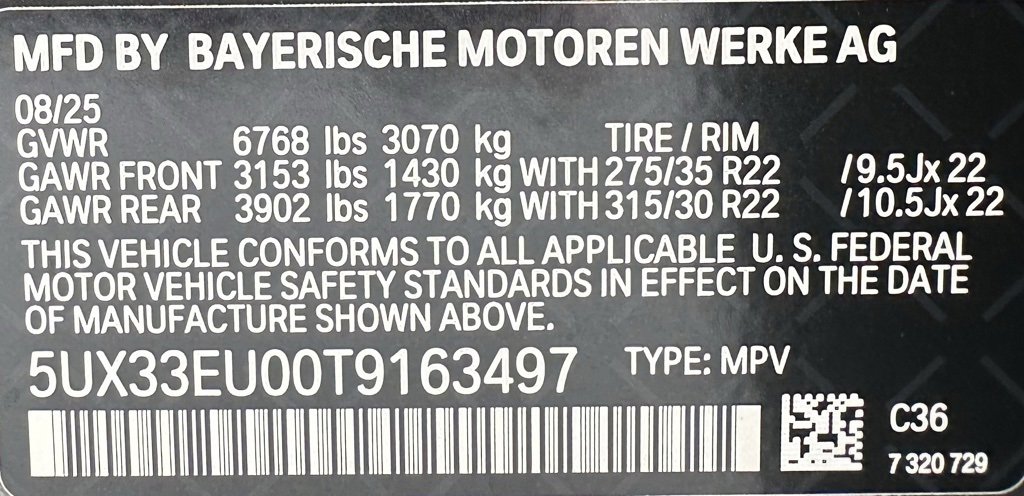 MFD BY BAYERISCHE MOTOREN WERKE AG
08/25
GVWR 6768 lbs 3070 kg TIRE / RIM
GAWR FRONT 3153 lbs 1430 kg WITH 275/35 R22 /9.5Jx 22
GAWR REAR 3902 lbs 1770 kg WITH 315/30 R22 /10.5Jx 22
THIS VEHICLE CONFORMS TO ALL APPLICABLE U. S. FEDERAL
MOTOR VEHICLE SAFETY STANDARDS IN EFFECT ON THE DATE
OF MANUFACTURE SHOWN ABOVE.
5UX33EU00T9163497 TYPE: MPV
C36
7 320 729